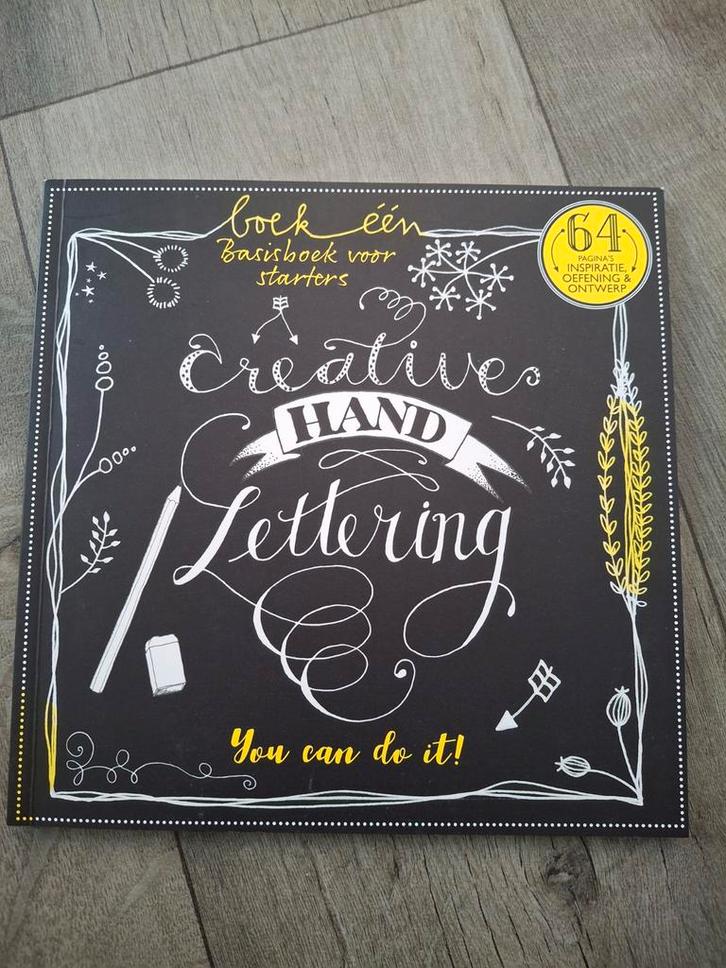 boek één
Basisboek voor
starters
64
PAGINA'S
INSPIRATIE,
OEFENING &
ONTWERP
creative
HAND
Lettering
You can do it!